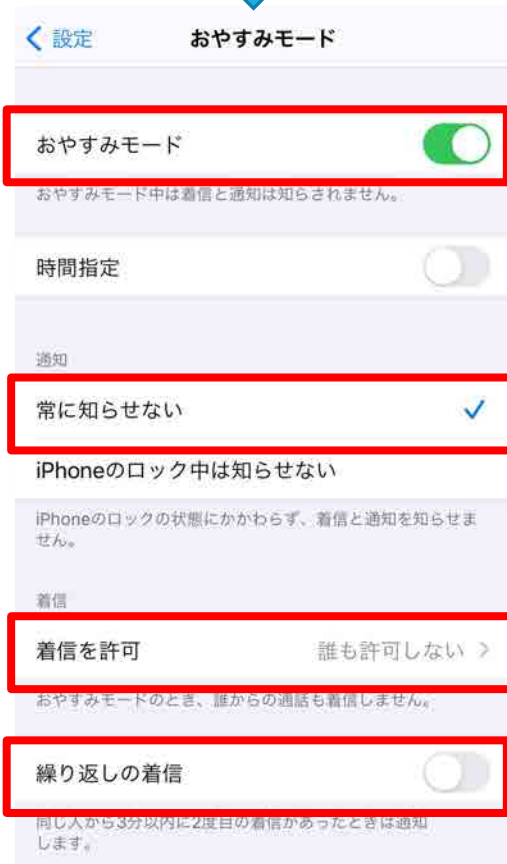 設定 おやすみモード
おやすみモード
おやすみモード中は着信と通知は知らされません。
時間指定
通知
常に知らせない
iPhoneのロック中は知らせない
iPhoneのロックの状態にかかわらず、着信と通知を知らせま
せん。
着信
着信を許可 誰も許可しない
おやすみモードのとき、誰からの通話も着信しません。
繰り返しの着信
同じ人から3分以内に2度目の着信があったときは通知
します。